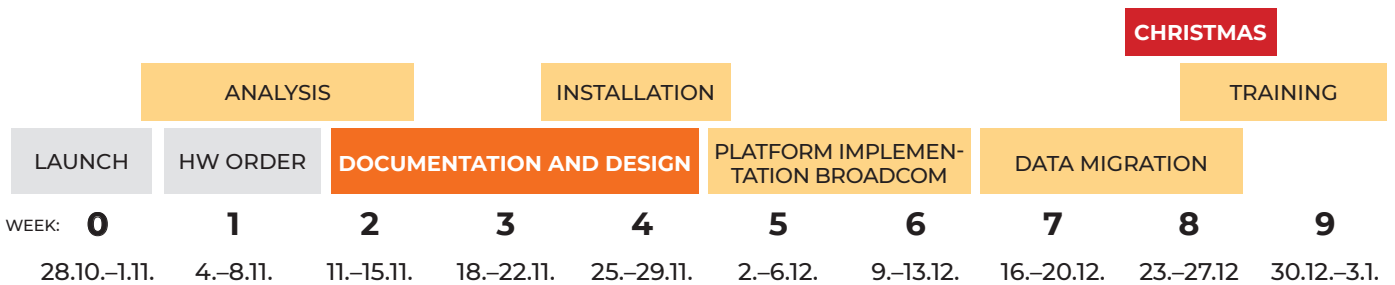 CHRISTMAS
ANALYSIS
INSTALLATION
TRAINING
LAUNCH
HW ORDER
DOCUMENTATION AND DESIGN
PLATFORM IMPLEMEN-
TATION BROADCOM
DATA MIGRATION
WEEK: 0 1 2 3 4 5 6 7 8 9
28.10.–1.11. 4.–8.11. 11.–15.11. 18.–22.11. 25.–29.11. 2.–6.12. 9.–13.12. 16.–20.12. 23.–27.12 30.12.–3.1.